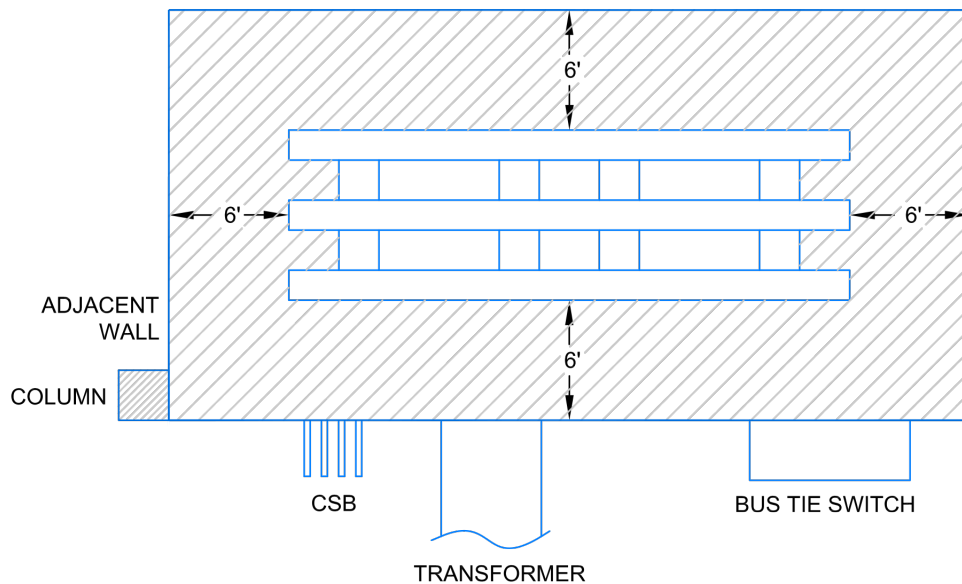 6'
6'
6'
ADJACENT
WALL
6'
COLUMN
CSB
BUS TIE SWITCH
TRANSFORMER